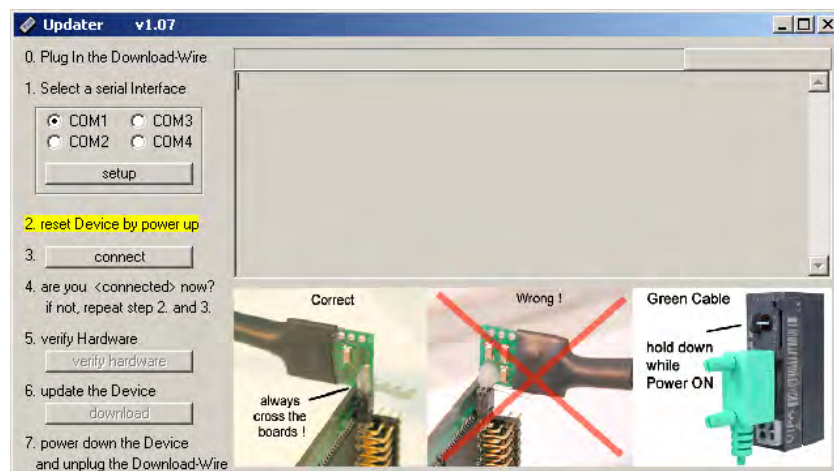 Updater v1.07
0. Plug In the Download-Wire
1. Select a serial Interface
COM1 COM3
COM2 COM4
setup
2. reset Device by power up
3. connect
4. are you <connected> now?
if not, repeat step 2. and 3.
5. verify Hardware
verify hardware
6. update the Device
download
7. power down the Device
and unplug the Download-Wire
Correct
always
cross the
boards !
Wrong !
Green Cable
hold down
while
Power ON